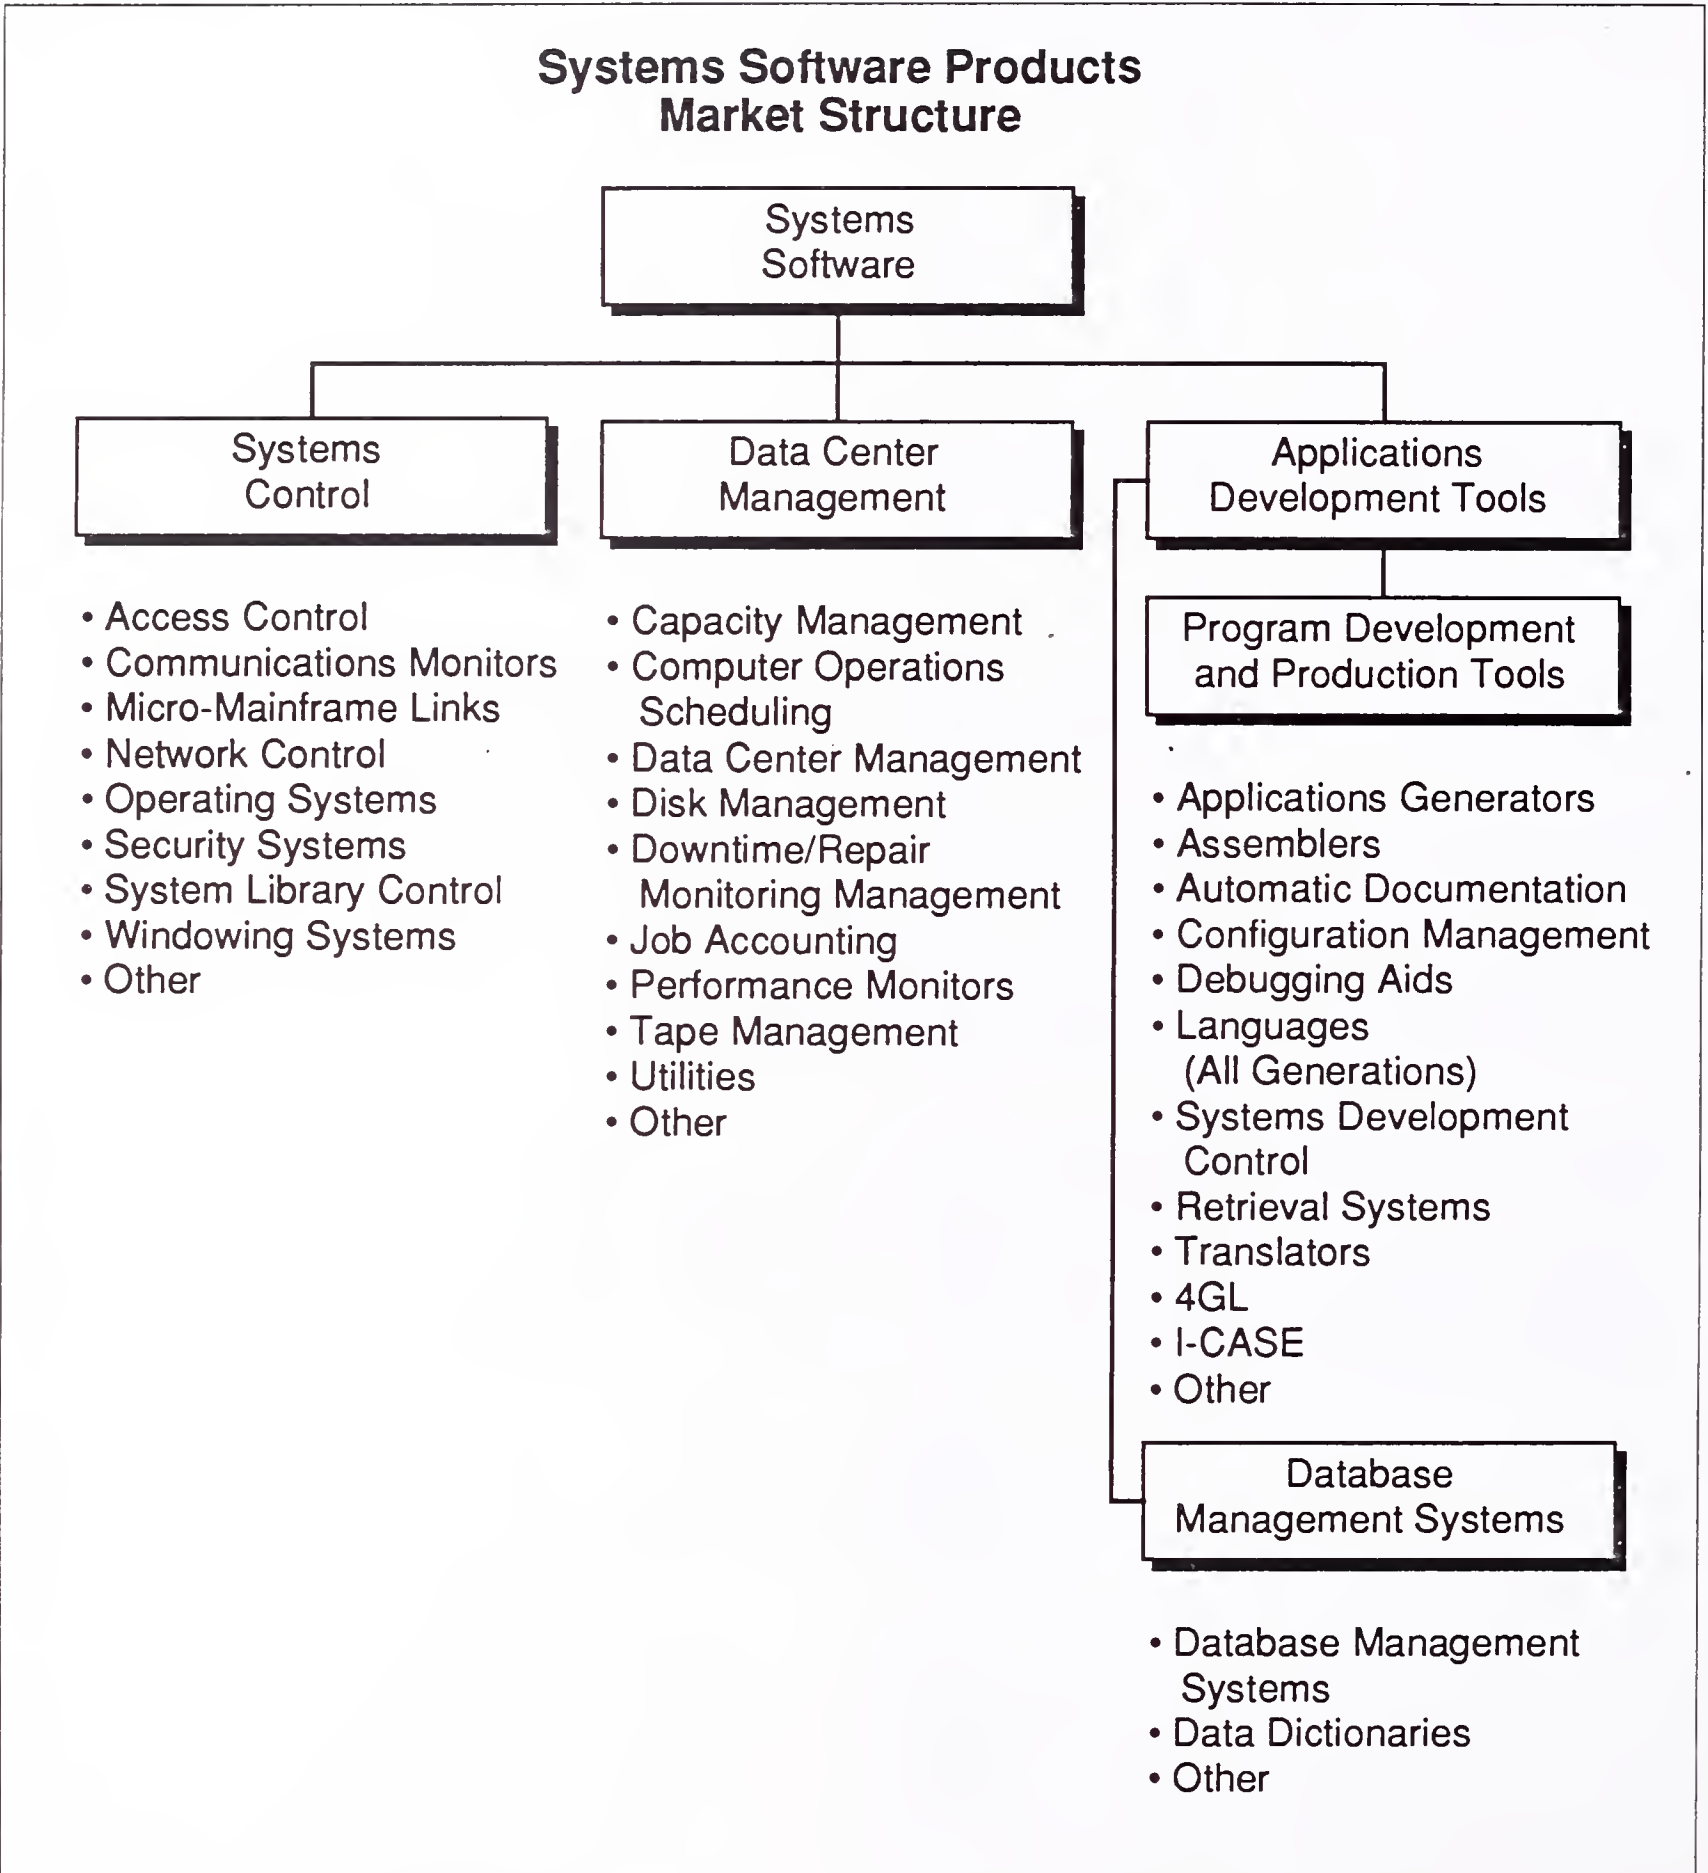 Systems Software Products
Market Structure
Systems
Software
Systems
Control
• Access Control
• Communications Monitors
• Micro-Mainframe Links
• Network Control
• Operating Systems
• Security Systems
• System Library Control
• Windowing Systems
• Other
Data Center
Management
• Capacity Management
• Computer Operations
Scheduling
• Data Center Management
• Disk Management
• Downtime/Repair
Monitoring Management
• Job Accounting
• Performance Monitors
• Tape Management
• Utilities
• Other
Applications
Development Tools
Program Development
and Production Tools
• Applications Generators
• Assemblers
• Automatic Documentation
• Configuration Management
• Debugging Aids
• Languages
(All Generations)
• Systems Development
Control
• Retrieval Systems
• Translators
• 4GL
• I-CASE
• Other
Database
Management Systems
• Database Management
Systems
• Data Dictionaries
• Other